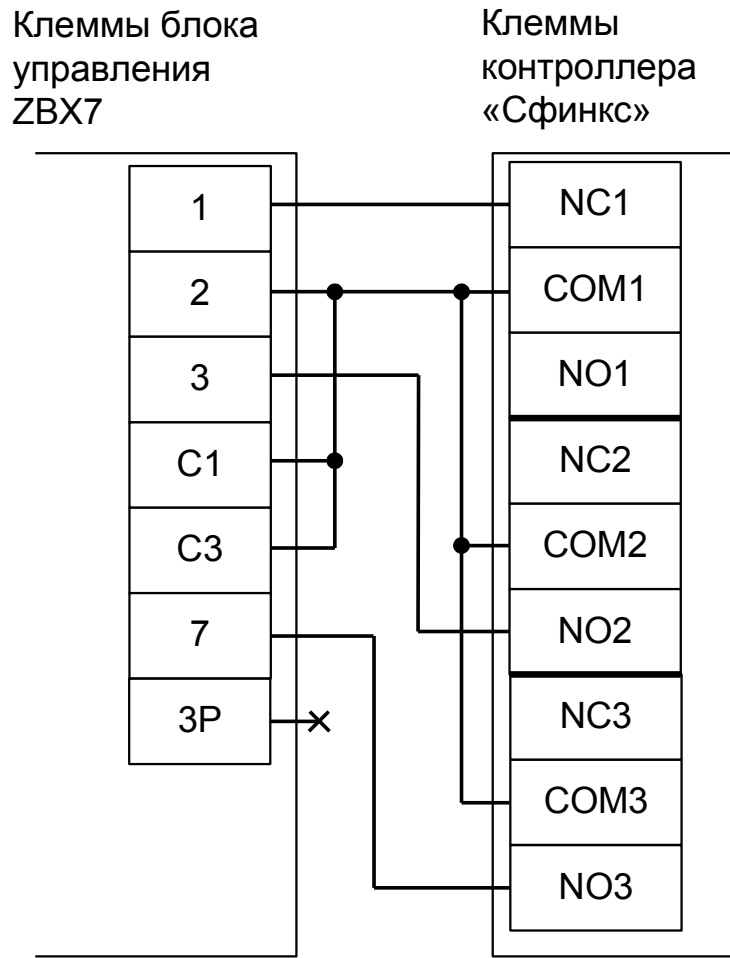 Клеммы блока
управления
ZBX7
Клеммы
контроллера
«Сфинкс»
1
2
3
C1
C3
7
3P
NC1
COM1
NO1
NC2
COM2
NO2
NC3
COM3
NO3